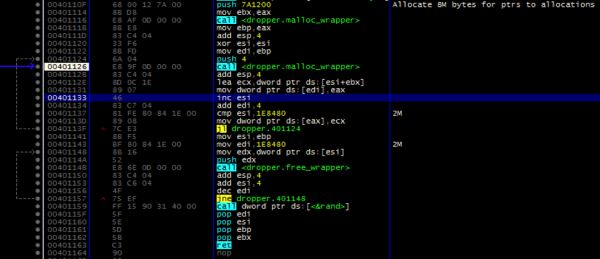 0040110F 68 00 12 7A 00 push 7A1200 Allocate 8M bytes for ptrs to allocations
00401114 8B D8 mov ebx,eax
00401116 E8 AF 0D 00 00 call <dropper.malloc_wrapper>
0040111B 8B E8 mov ebp,eax
0040111D 83 C4 04 add esp,4
00401120 33 F6 xor esi,esi
00401122 8B FD mov edi,ebp
00401124 6A 04 push 4
00401126 E8 9F 0D 00 00 call <dropper.malloc_wrapper>
0040112B 83 C4 04 add esp,4
0040112E 8D 0C 1E lea ecx,dword ptr ds:[esi+ebx]
00401131 89 07 mov dword ptr ds:[edi],eax
00401133 46 inc esi
00401134 83 C7 04 add edi,4
00401137 81 FE 80 84 1E 00 cmp esi,1E8480 2M
0040113D 89 08 mov dword ptr ds:[eax],ecx
0040113F 7C E3 jl dropper.401124
00401141 8B F5 mov esi,ebp
00401143 BF 80 84 1E 00 mov edi,1E8480 2M
00401148 8B 16 mov edx,dword ptr ds:[esi]
0040114A 52 push edx
0040114B E8 6E 0D 00 00 call <dropper.free_wrapper>
00401150 83 C4 04 add esp,4
00401153 83 C6 04 add esi,4
00401156 4F dec edi
00401157 75 EF jne dropper.401148
00401159 FF 15 90 31 40 00 call dword ptr ds:[<&rand>]
0040115F 5F pop edi
00401160 5E pop esi
00401161 5D pop ebp
00401162 5B pop ebx
00401163 C3 ret
00401164 90 nop